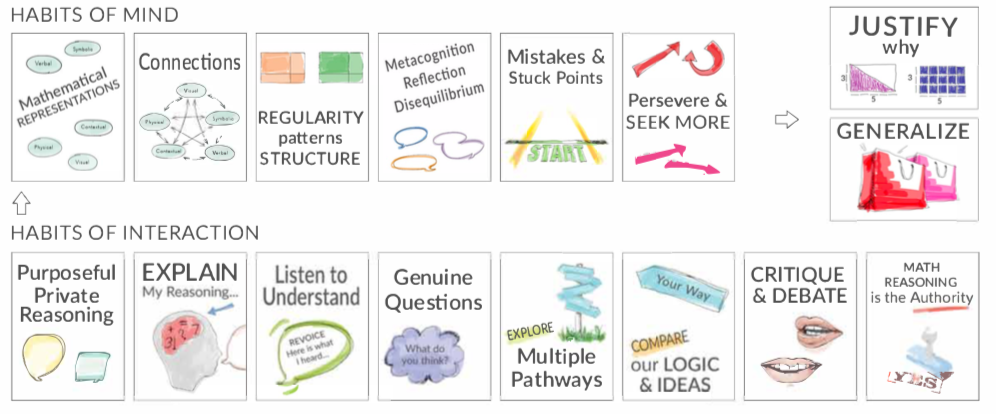 HABITS OF MIND
Mathematical
REPRESENTATIONS
Verbal
Symbolic
Contextual
Physical
Visual
Connections
Visual
Physical
Symbolic
Contextual
Verbal
REGULARITY
patterns
STRUCTURE
Metacognition
Reflection
Disequilibrium
Mistakes &
Stuck Points
START
Persevere &
SEEK MORE
JUSTIFY
why
3
5
3
5
GENERALIZE
HABITS OF INTERACTION
Purposeful
Private
Reasoning
EXPLAIN
My Reasoning...
Listen to
Understand
REVOICE
Here is what
I heard...
Genuine
Questions
What do
you think?
EXPLORE
Multiple
Pathways
Your Way
COMPARE
our LOGIC
& IDEAS
CRITIQUE
& DEBATE
MATH
REASONING
is the Authority
YES